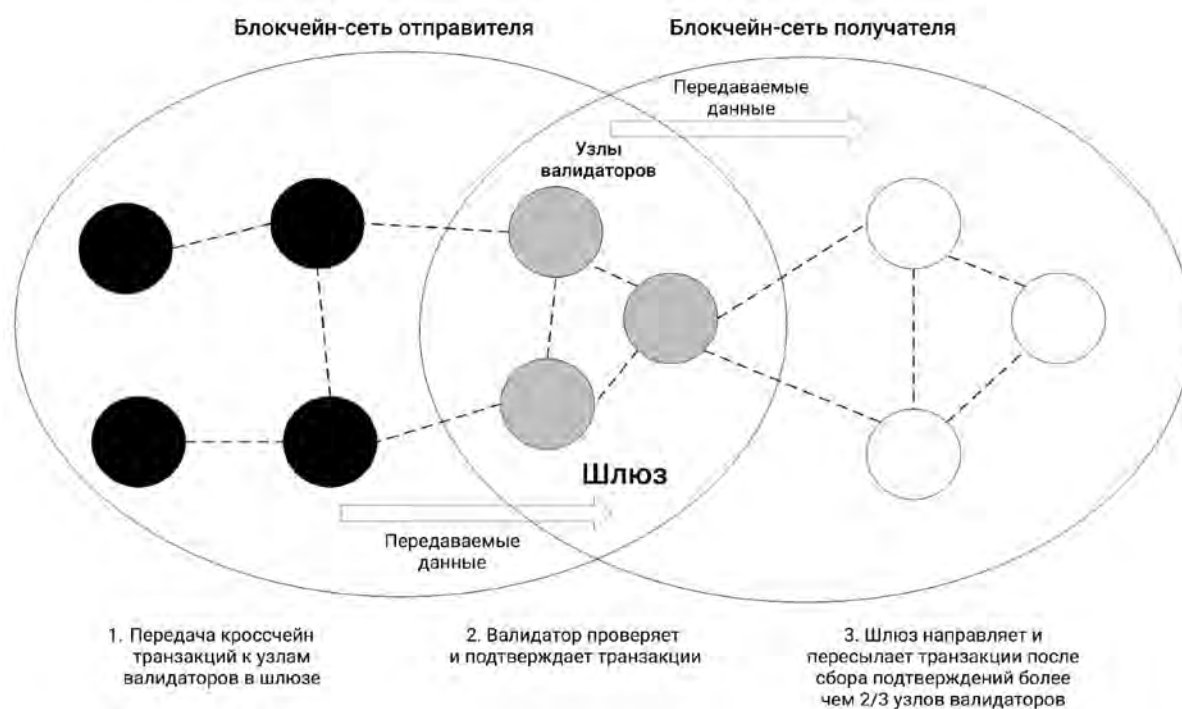 Блокчейн-сеть отправителя
Блокчейн-сеть получателя
Передаваемые
данные
Узлы
валидаторов
Шлюз
Передаваемые
данные
1. Передача кроссчейн
транзакций к узлам
валидаторов в шлюзе
2. Валидатор проверяет
и подтверждает транзакции
3. Шлюз направляет и
пересылает транзакции после
сбора подтверждений более
чем 2/3 узлов валидаторов